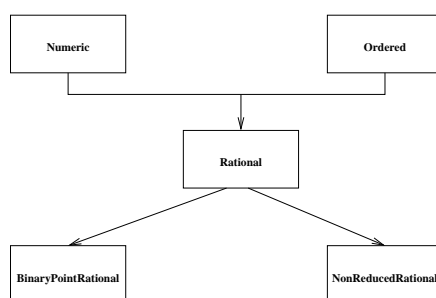 Numeric
Ordered
Rational
BinaryPointRational
NonReducedRational